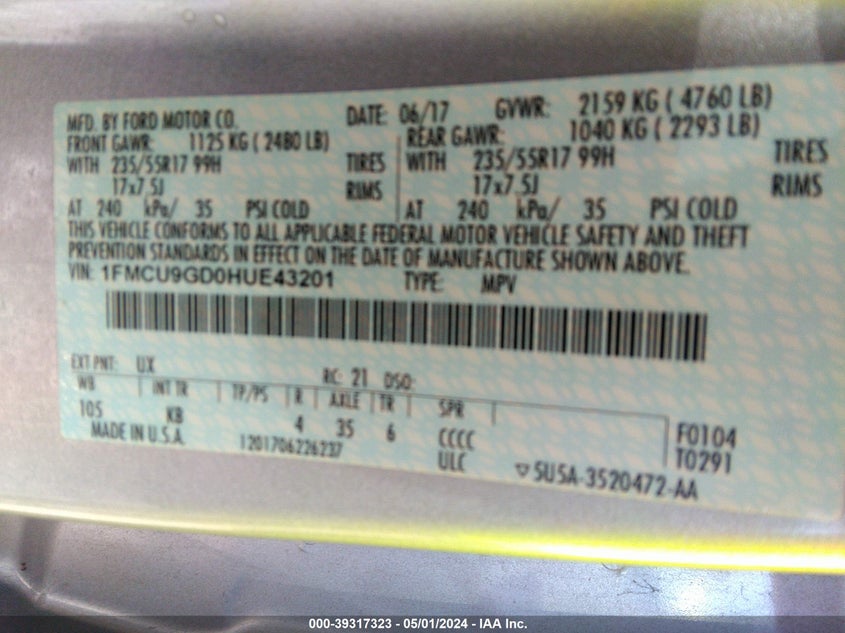 MFD. BY FORD MOTOR CO. DATE: 06/17 GVWR: 2159 KG ( 4760 LB)
FRONT GAWR: 1125 KG ( 2480 LB) REAR GAWR: 1040 KG ( 2293 LB)
WITH 235/55R17 99H TIRES WITH 235/55R17 99H TIRES
17x7.5J RIMS 17x7.5J RIMS
AT 240 kPa/ 35 PSI COLD AT 240 kPa/ 35 PSI COLD
THIS VEHICLE CONFORMS TO ALL APPLICABLE FEDERAL MOTOR VEHICLE SAFETY AND THEFT
PREVENTION STANDARDS IN EFFECT ON THE DATE OF MANUFACTURE SHOWN ABOVE.
VIN: 1FMCU9GD0HUE43201 TYPE: MPV
EXT PNT: UX RC: 21 DSO:
WB INT TR TP/PS R AXLE TR SPR
105 KB 4 35 6 CCCC F0104
MADE IN U.S.A. 1201706226237 ULC T0291
▽5U5A-3520472-AA
000-39317323 - 05/01/2024 - IAA Inc.